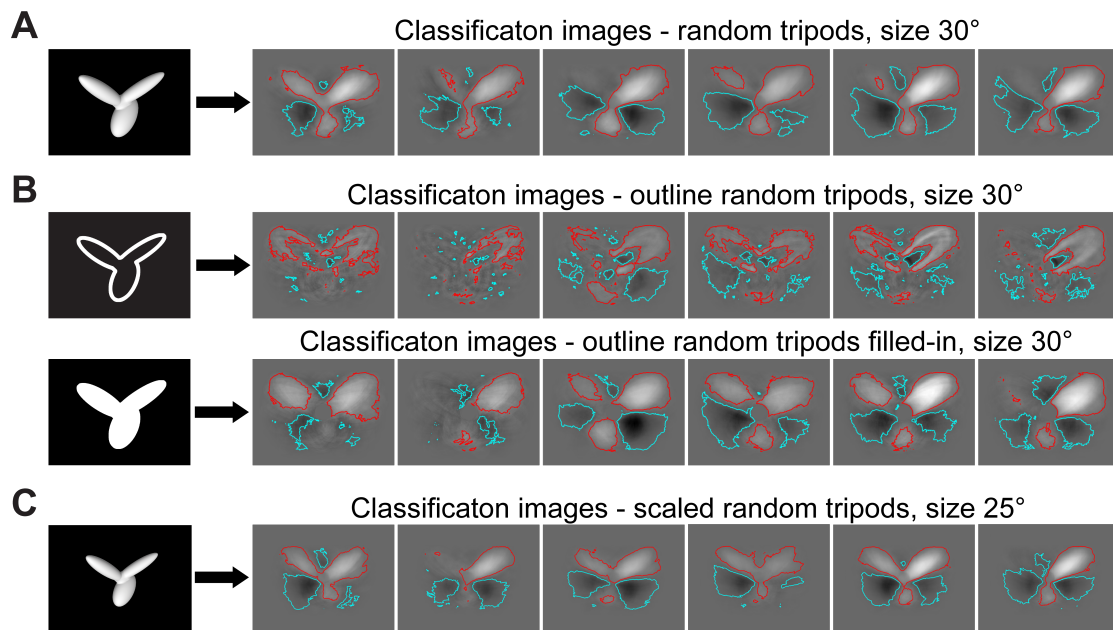 A
Classificaton images - random tripods, size 30°
B
Classificaton images - outline random tripods, size 30°
Classificaton images - outline random tripods filled-in, size 30°
C
Classificaton images - scaled random tripods, size 25°